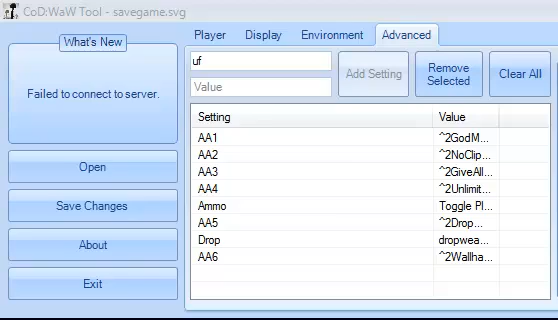 CoD:WaW Tool - savegame.svg
What's New
Failed to connect to server.
Open
Save Changes
About
Exit
Player Display Environment Advanced
uf
Value
Add Setting
Remove
Selected
Clear All
Setting Value
AA1 ^2GodM...
AA2 ^2NoClip...
AA3 ^2GiveAll...
AA4 ^2Unlimit...
Ammo Toggle Pl...
AA5 ^2Drop...
Drop dropwea...
AA6 ^2Wallha...